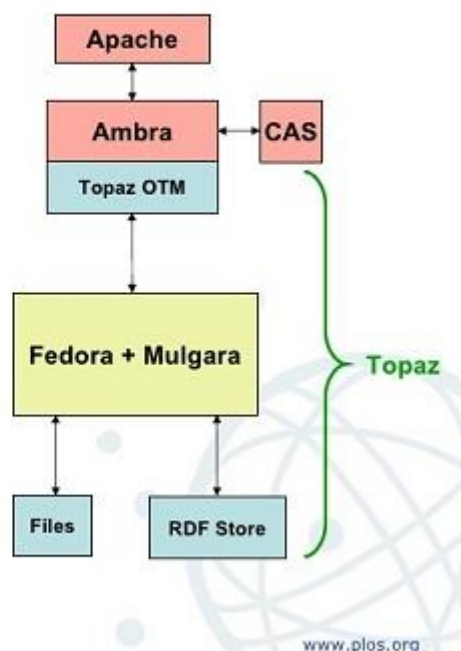 Apache
Ambra
CAS
Topaz OTM
Fedora + Mulgara
Topaz
Files
RDF Store
www.plos.org